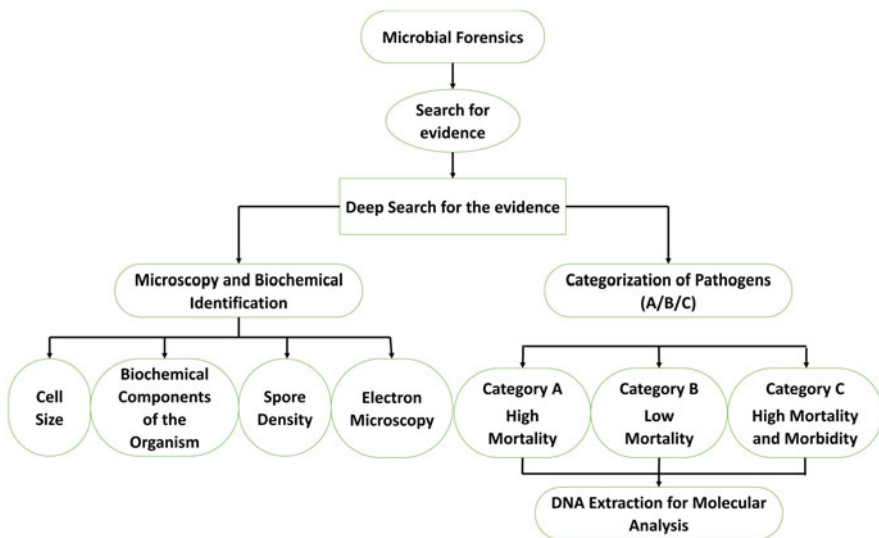 Microbial Forensics
Search for
evidence
Deep Search for the evidence
Microscopy and Biochemical
Identification
Categorization of Pathogens
(A/B/C)
Cell
Size
Biochemical
Components
of the
Organism
Spore
Density
Electron
Microscopy
Category A
High
Mortality
Category B
Low
Mortality
Category C
High Mortality
and Morbidity
DNA Extraction for Molecular
Analysis